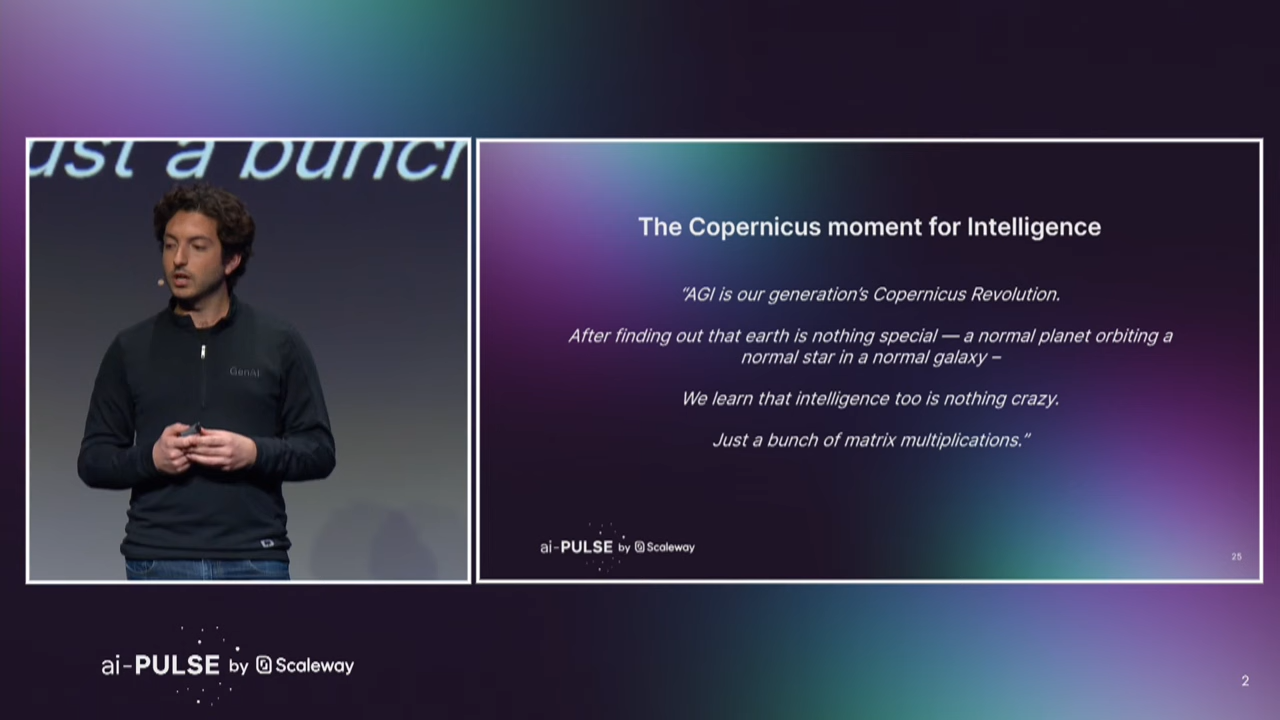 ust a bunch
GenAI
The Copernicus moment for Intelligence
“AGI is our generation’s Copernicus Revolution.
After finding out that earth is nothing special — a normal planet orbiting a
normal star in a normal galaxy –
We learn that intelligence too is nothing crazy.
Just a bunch of matrix multiplications.”
ai-PULSE by Scaleway
25
ai-PULSE by Scaleway
2